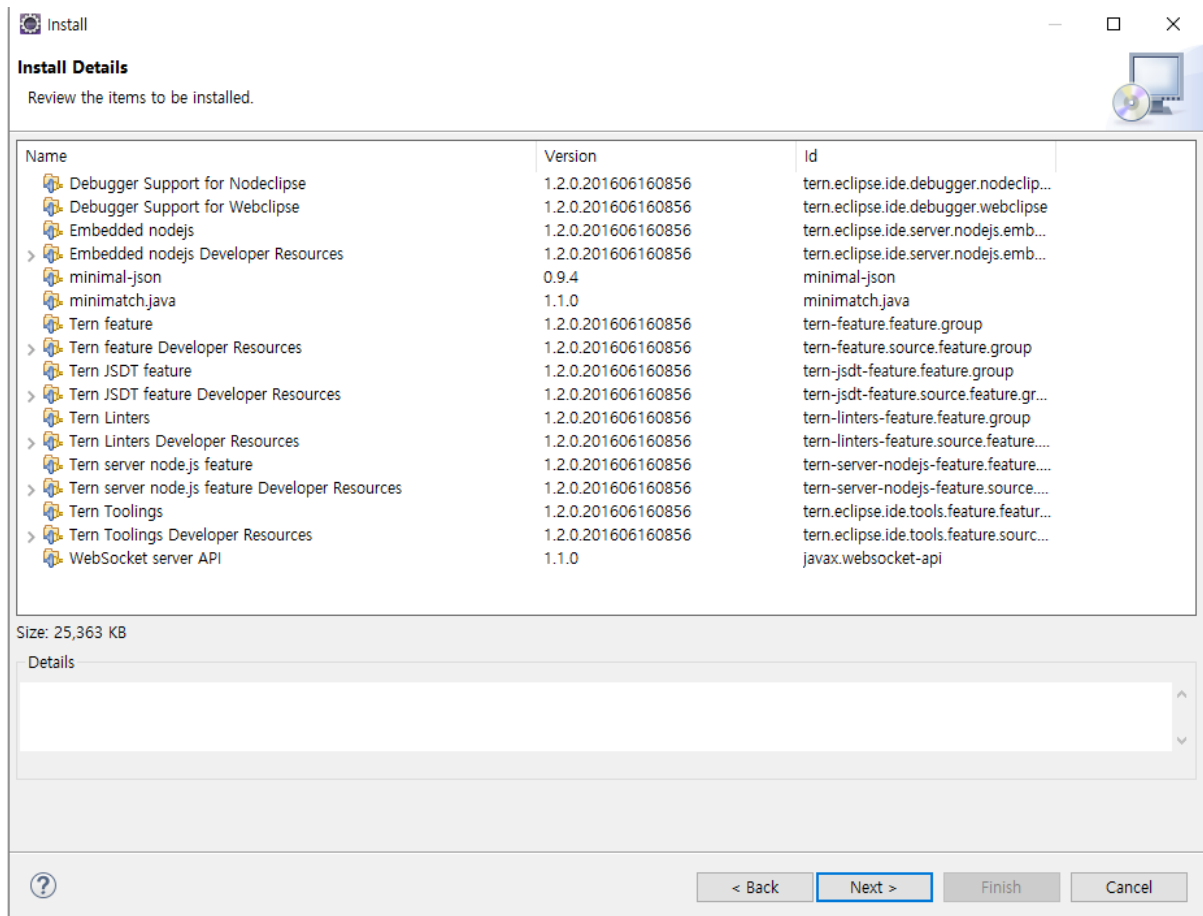 Install
Install Details
Review the items to be installed.
Name Version Id
Debugger Support for Nodeclipse 1.2.0.201606160856 tern.eclipse.ide.debugger.nodeclip...
Debugger Support for Webclipse 1.2.0.201606160856 tern.eclipse.ide.debugger.webclipse
Embedded nodejs 1.2.0.201606160856 tern.eclipse.ide.server.nodejs.emb...
Embedded nodejs Developer Resources 1.2.0.201606160856 tern.eclipse.ide.server.nodejs.emb...
minimal-json 0.9.4 minimal-json
minimatch.java 1.1.0 minimatch.java
Tern feature 1.2.0.201606160856 tern-feature.feature.group
Tern feature Developer Resources 1.2.0.201606160856 tern-feature.source.feature.group
Tern JSDT feature 1.2.0.201606160856 tern-jsdt-feature.feature.group
Tern JSDT feature Developer Resources 1.2.0.201606160856 tern-jsdt-feature.source.feature.gr...
Tern Linters 1.2.0.201606160856 tern-linters-feature.feature.group
Tern Linters Developer Resources 1.2.0.201606160856 tern-linters-feature.source.feature....
Tern server node.js feature 1.2.0.201606160856 tern-server-nodejs-feature.feature....
Tern server node.js feature Developer Resources 1.2.0.201606160856 tern-server-nodejs-feature.source....
Tern Toolings 1.2.0.201606160856 tern.eclipse.ide.tools.feature.featur...
Tern Toolings Developer Resources 1.2.0.201606160856 tern.eclipse.ide.tools.feature.sourc...
WebSocket server API 1.1.0 javax.websocket-api
Size: 25,363 KB
Details
< Back Next > Finish Cancel